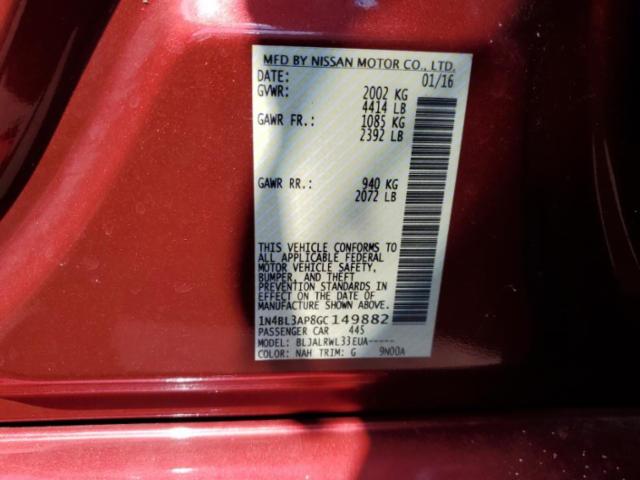 MFD BY NISSAN MOTOR CO., LTD.
DATE: 01/16
GVWR: 2002 KG
4414 LB
GAWR FR.: 1085 KG
2392 LB
GAWR RR.: 940 KG
2072 LB
THIS VEHICLE CONFORMS TO
ALL APPLICABLE FEDERAL
MOTOR VEHICLE SAFETY,
BUMPER, AND THEFT
PREVENTION STANDARDS IN
EFFECT ON THE DATE OF
MANUFACTURE SHOWN ABOVE.
1N4BL3AP8GC149882
PASSENGER CAR 445
MODEL: BLJALRWL33EUA-----
COLOR: NAH TRIM: G 9N00A